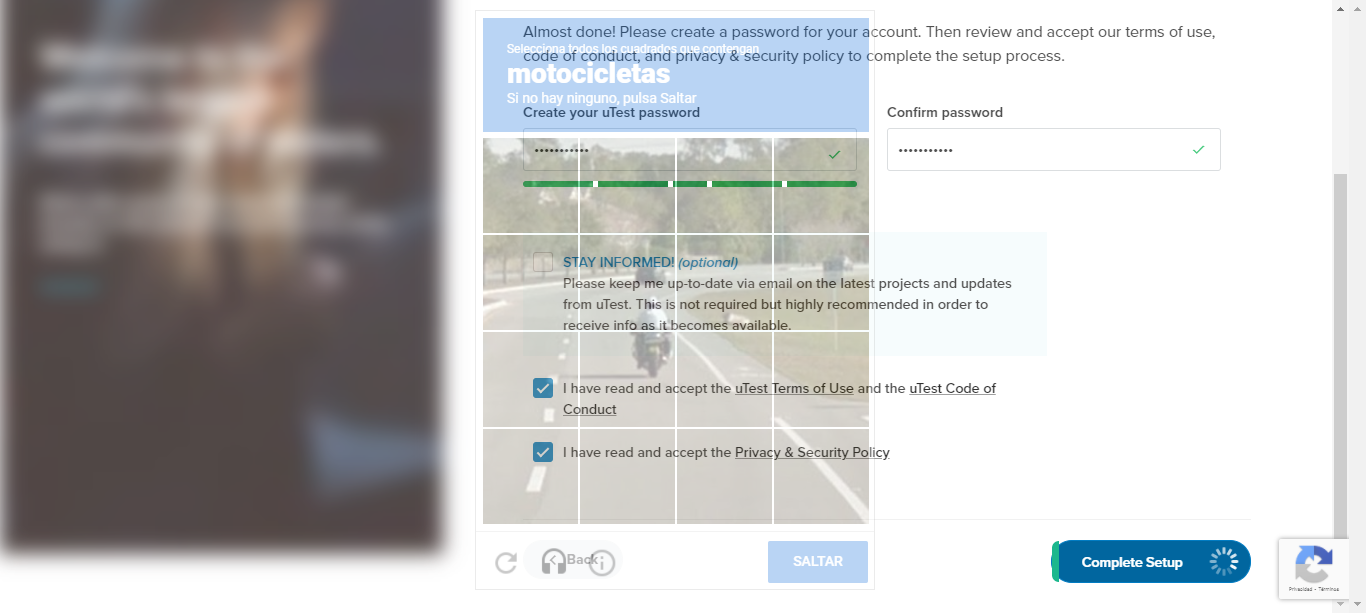 Almost done! Please create a password for your account. Then review and accept our terms of use,
code of conduct, and privacy & security policy to complete the setup process.
Selecciona todos los cuadrados que contengan
motocicletas
Si no hay ninguno, pulsa Saltar
Create your uTest password
Confirm password
STAY INFORMED! (optional)
Please keep me up-to-date via email on the latest projects and updates
from uTest. This is not required but highly recommended in order to
receive info as it becomes available.
I have read and accept the uTest Terms of Use and the uTest Code of
Conduct
I have read and accept the Privacy & Security Policy
Back
SALTAR
Complete Setup
Privacidad - Términos